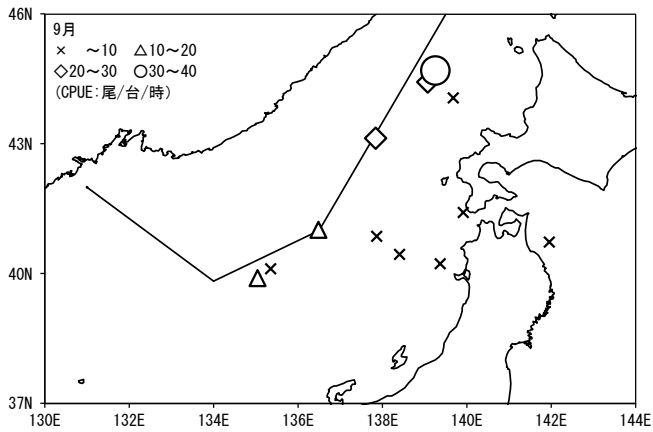 46N
9月
× ～10 △10～20
◇20～30 ○30～40
(CPUE：尾/台/時)
43N
40N
37N
130E 132E 134E 136E 138E 140E 142E 144E